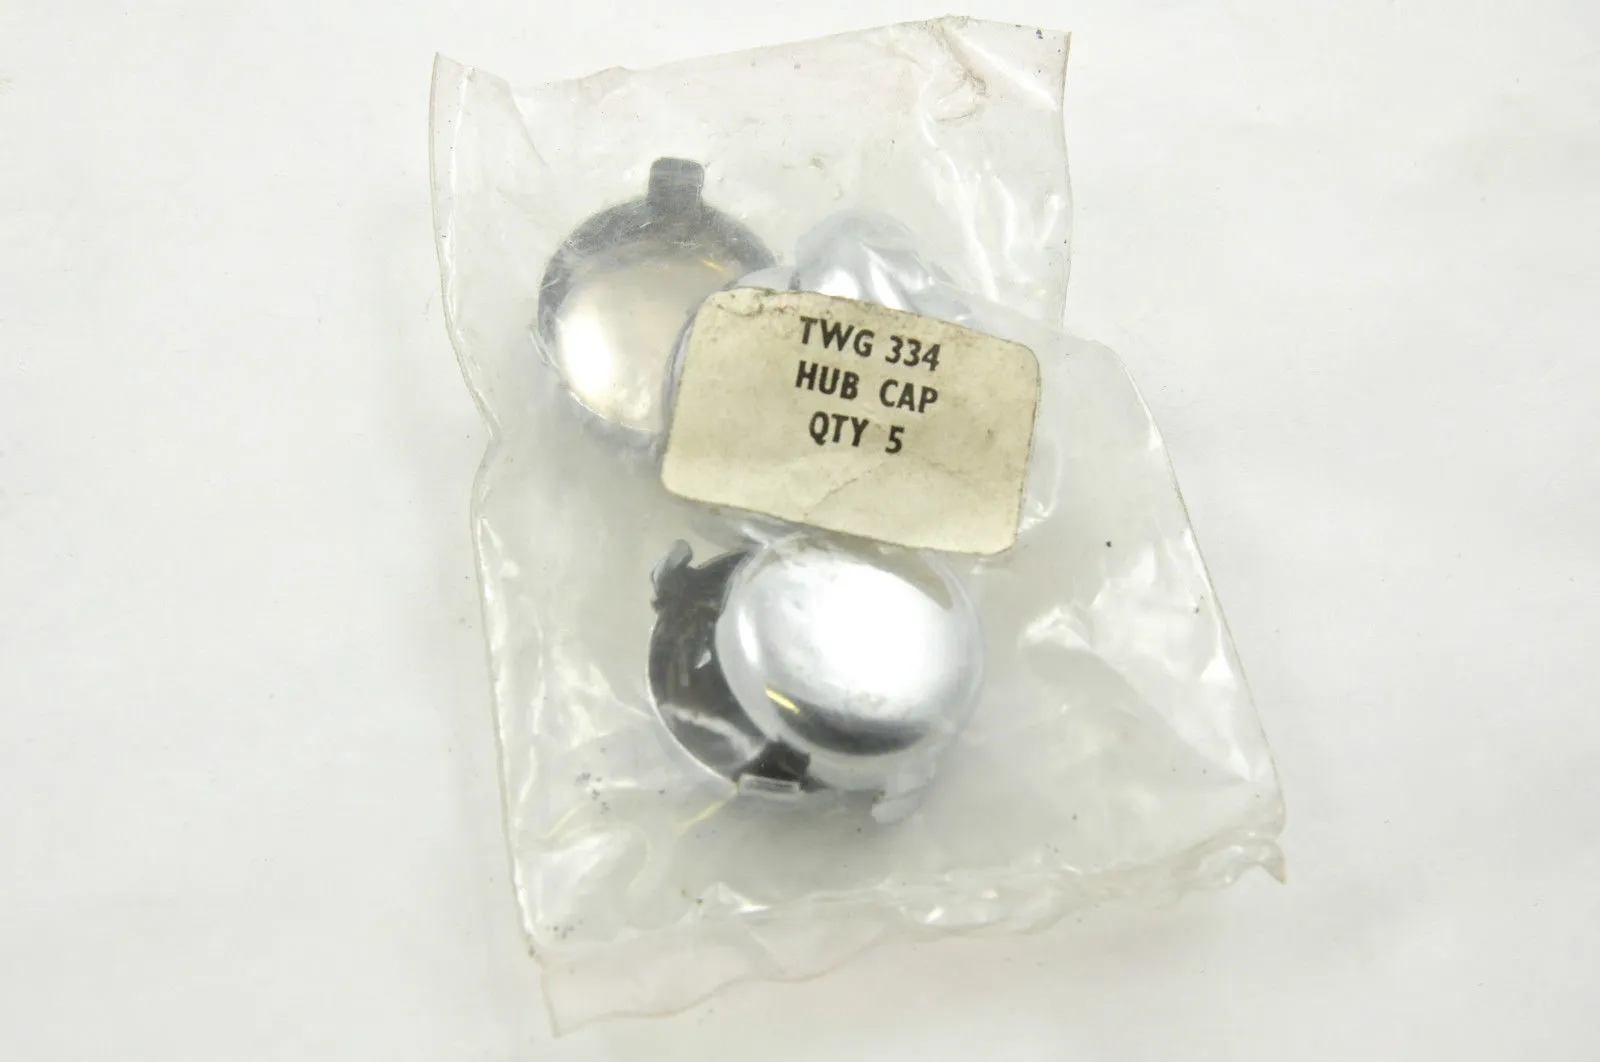 TWG 334
HUB CAP
QTY 5